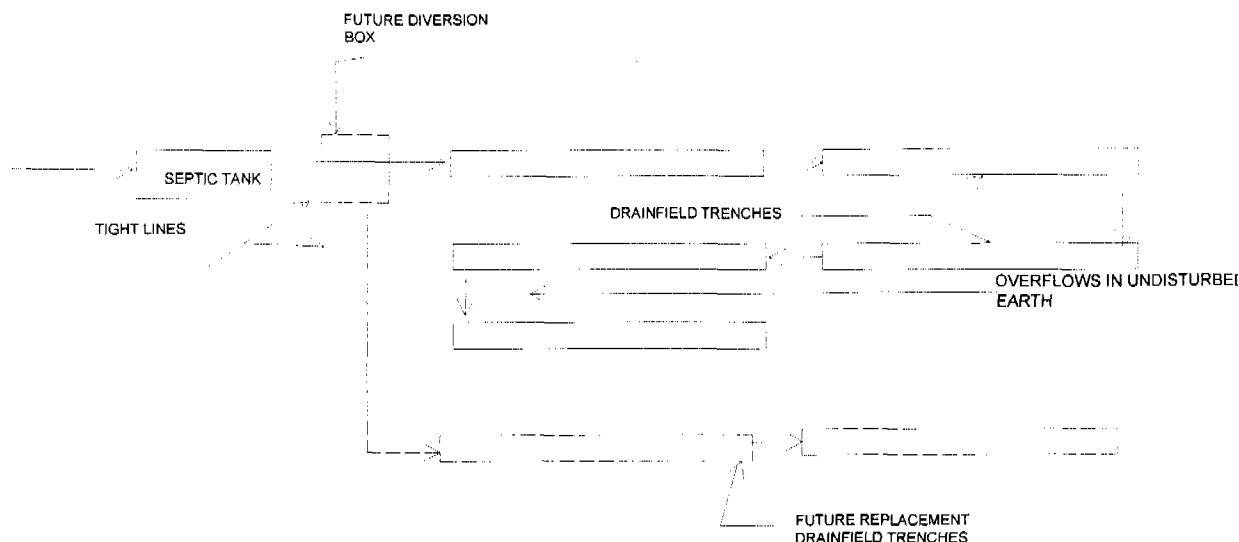 FUTURE DIVERSION
BOX
SEPTIC TANK
TIGHT LINES
DRAINFIELD TRENCHES
OVERFLOWS IN UNDISTURBED
EARTH
FUTURE REPLACEMENT
DRAINFIELD TRENCHES